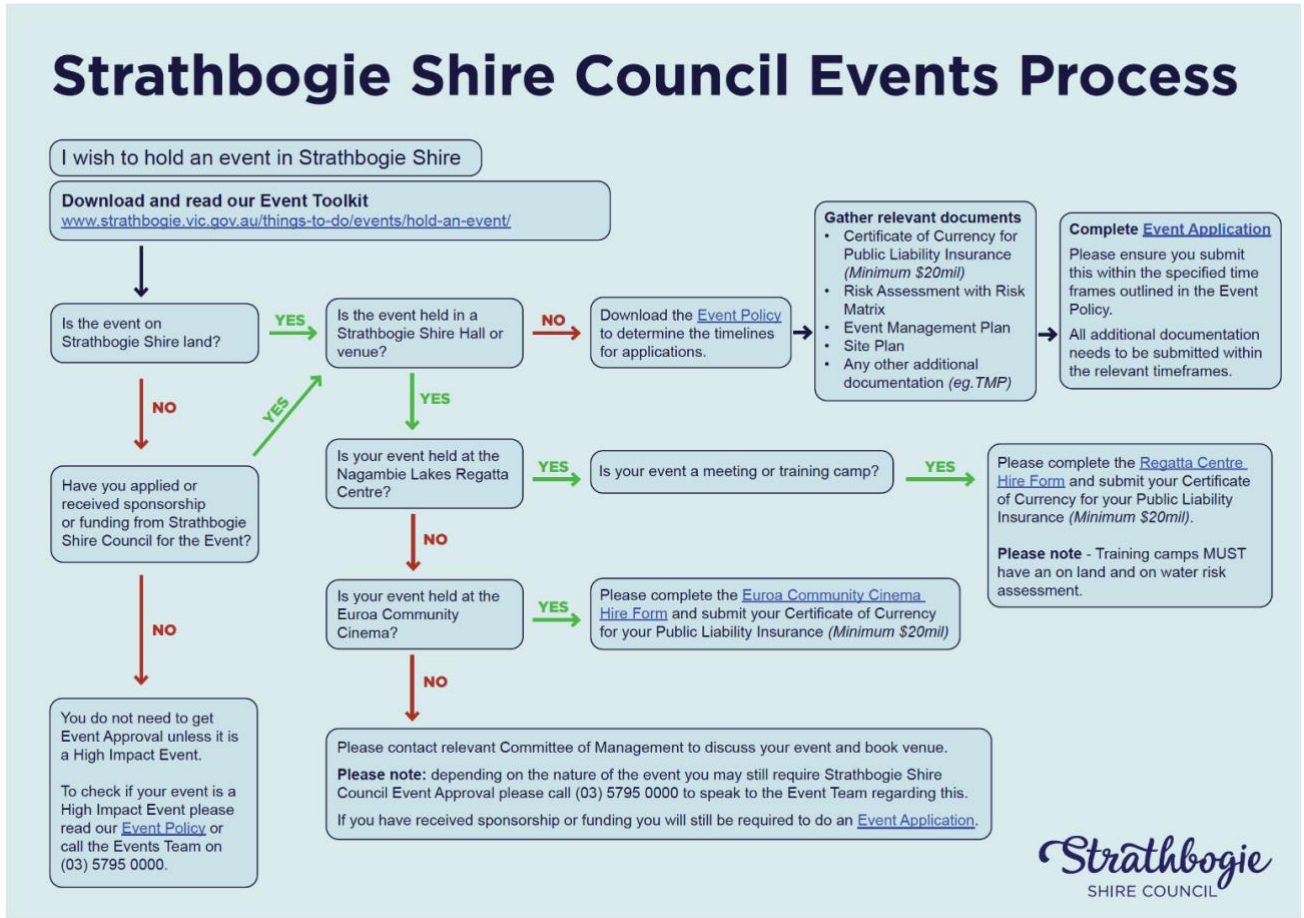 Strathbogie Shire Council Events Process
I wish to hold an event in Strathbogie Shire
Download and read our Event Toolkit
www.strathbogie.vic.gov.au/things-to-do/events/hold-an-event/
Is the event on
Strathbogie Shire land?
YES
Is the event held in a
Strathbogie Shire Hall or
venue?
NO
Download the Event Policy
to determine the timelines
for applications.
Gather relevant documents
• Certificate of Currency for
Public Liability Insurance
(Minimum $20mil)
• Risk Assessment with Risk
Matrix
• Event Management Plan
• Site Plan
• Any other additional
documentation (eg.TMP)
Complete Event Application
Please ensure you submit
this within the specified time
frames outlined in the Event
Policy.
All additional documentation
needs to be submitted within
the relevant timeframes.
NO
YES
YES
Have you applied or
received sponsorship
or funding from Strathbogie
Shire Council for the Event?
Is your event held at the
Nagambie Lakes Regatta
Centre?
YES
Is your event a meeting or training camp?
YES
Please complete the Regatta Centre
Hire Form and submit your Certificate
of Currency for your Public Liability
Insurance (Minimum $20mil).
Please note - Training camps MUST
have an on land and on water risk
assessment.
NO
NO
Is your event held at the
Euroa Community
Cinema?
YES
Please complete the Euroa Community Cinema
Hire Form and submit your Certificate of Currency
for your Public Liability Insurance (Minimum $20mil)
NO
You do not need to get
Event Approval unless it is
a High Impact Event.
To check if your event is a
High Impact Event please
read our Event Policy or
call the Events Team on
(03) 5795 0000.
Please contact relevant Committee of Management to discuss your event and book venue.
Please note: depending on the nature of the event you may still require Strathbogie Shire
Council Event Approval please call (03) 5795 0000 to speak to the Event Team regarding this.
If you have received sponsorship or funding you will still be required to do an Event Application.
Strathbogie
SHIRE COUNCIL